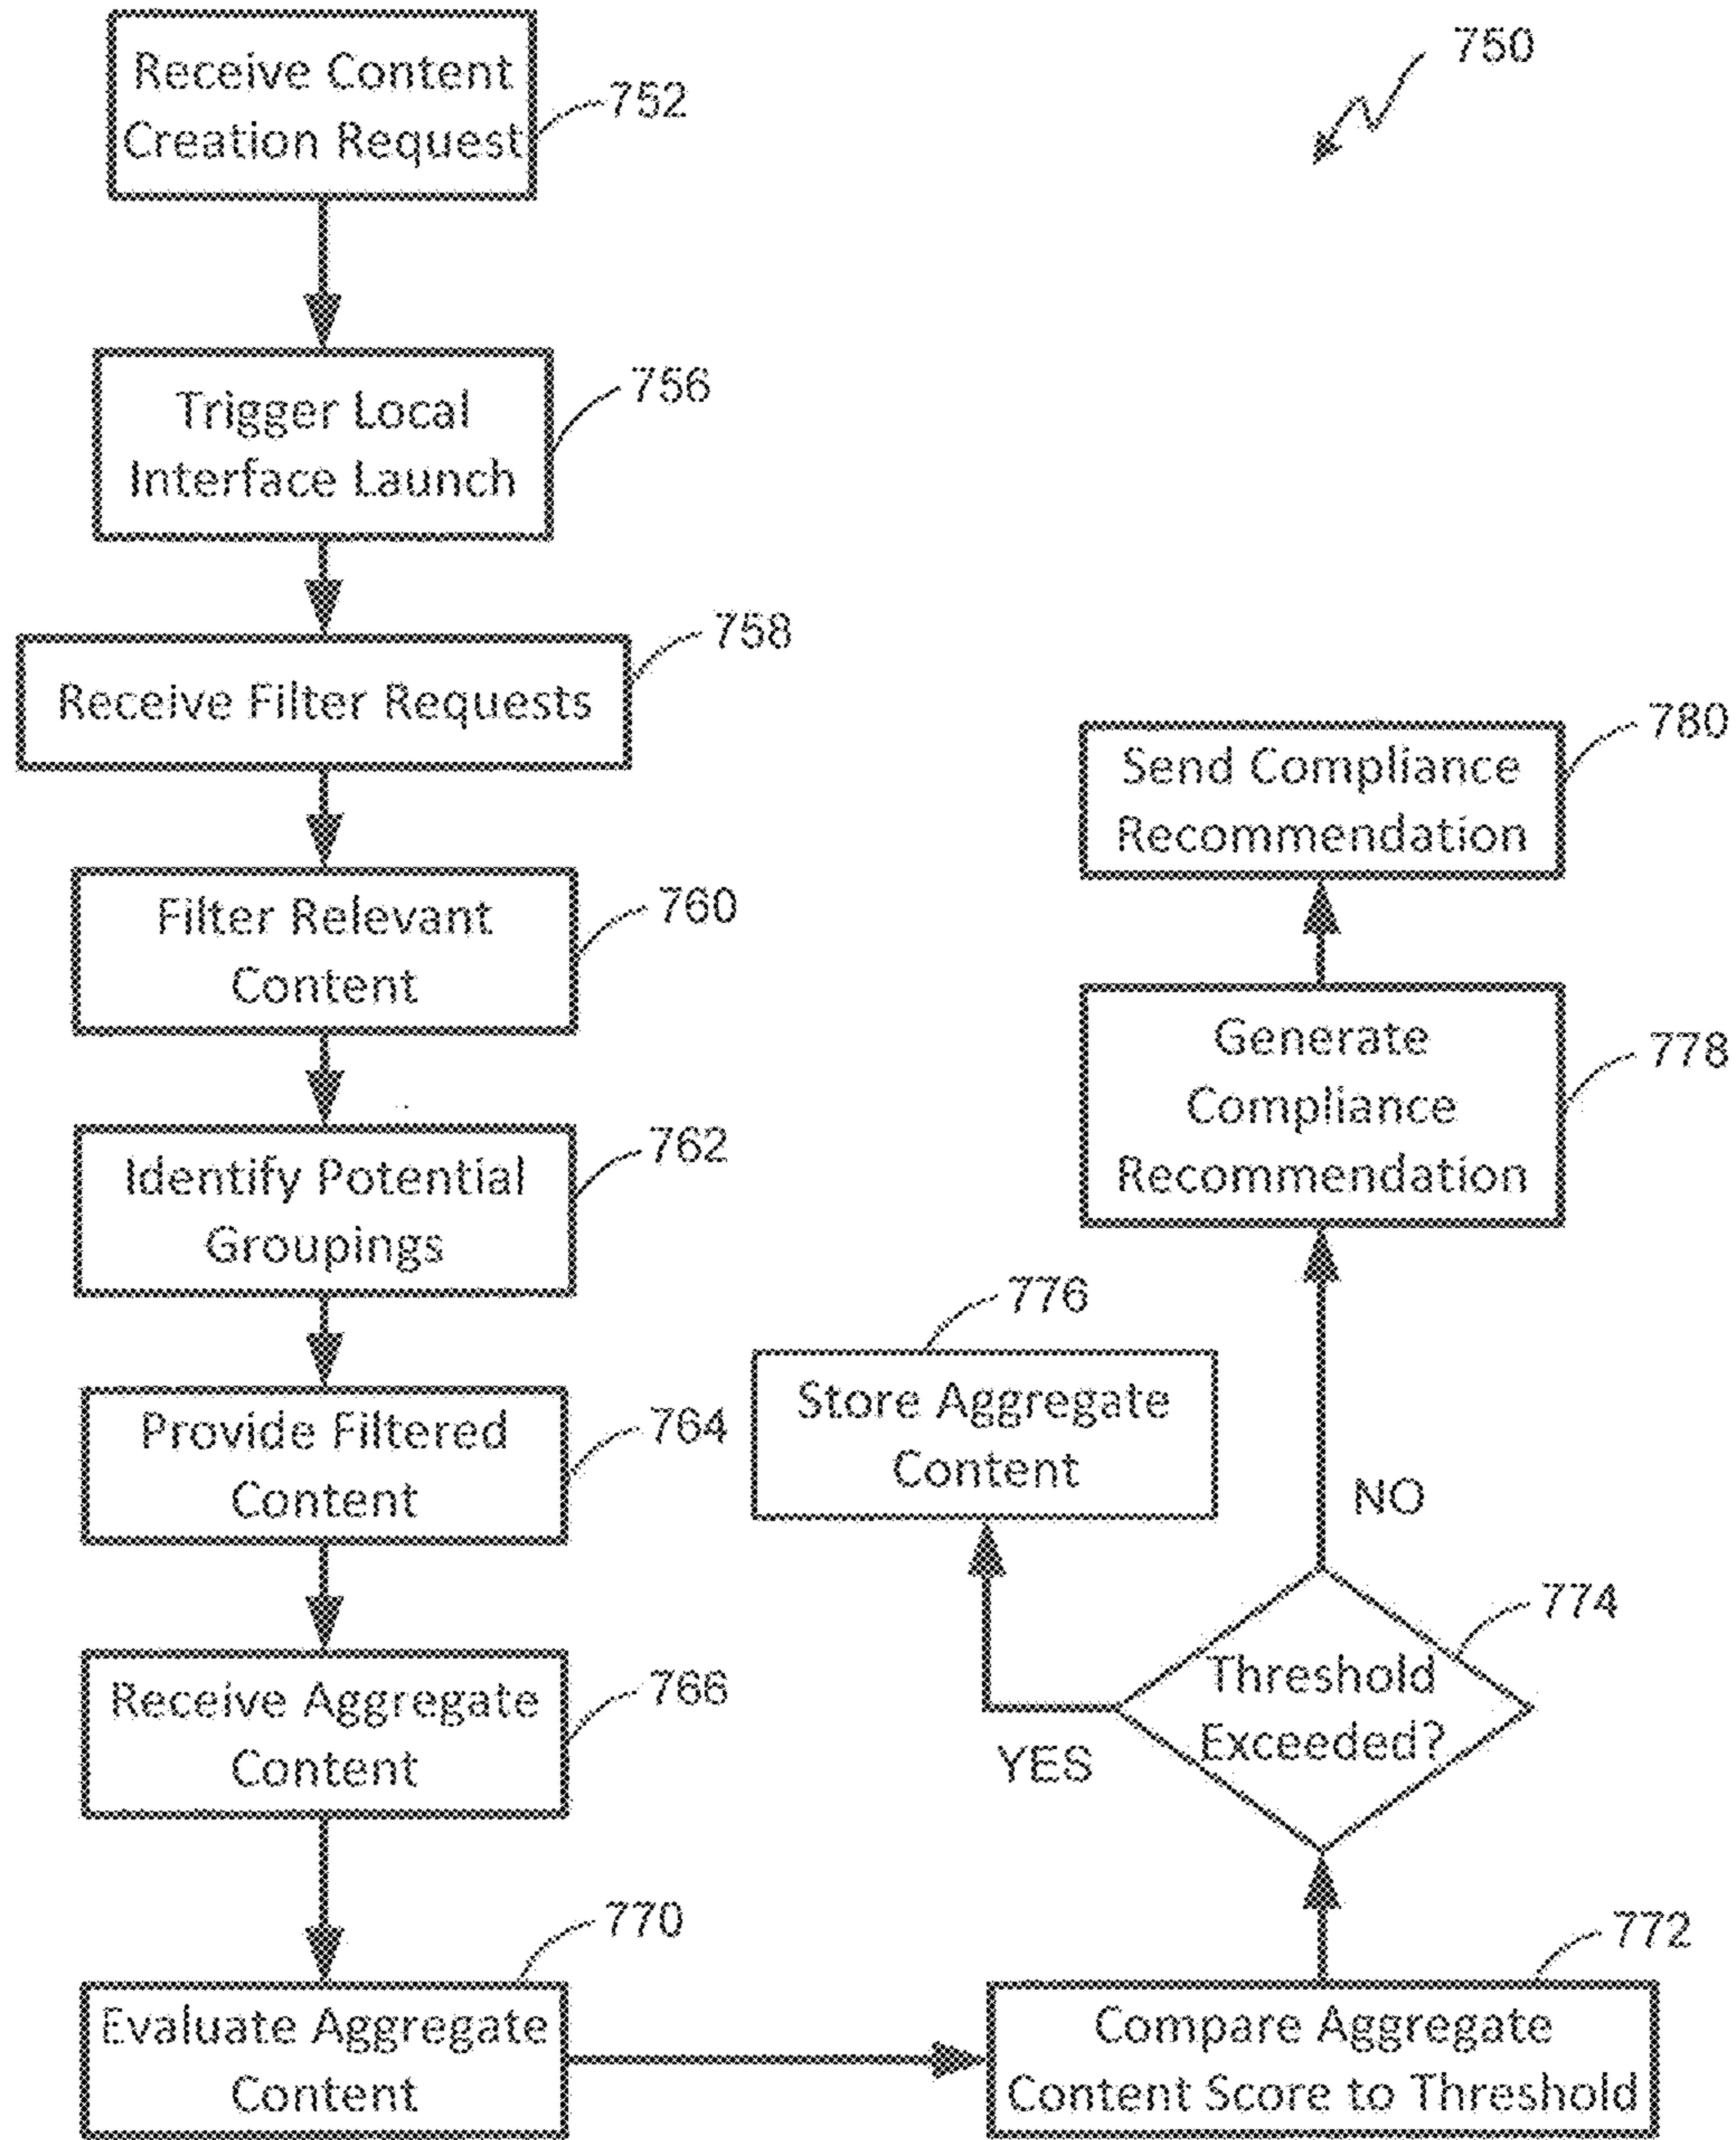 750
Receive Content
Creation Request
752
Trigger Local
Interface Launch
756
Receive Filter Requests
758
Filter Relevant
Content
760
Identify Potential
Groupings
762
Provide Filtered
Content
764
Receive Aggregate
Content
766
Evaluate Aggregate
Content
770
Compare Aggregate
Content Score to Threshold
772
Threshold
Exceeded?
774
YES
NO
Store Aggregate
Content
776
Generate
Compliance
Recommendation
778
Send Compliance
Recommendation
780